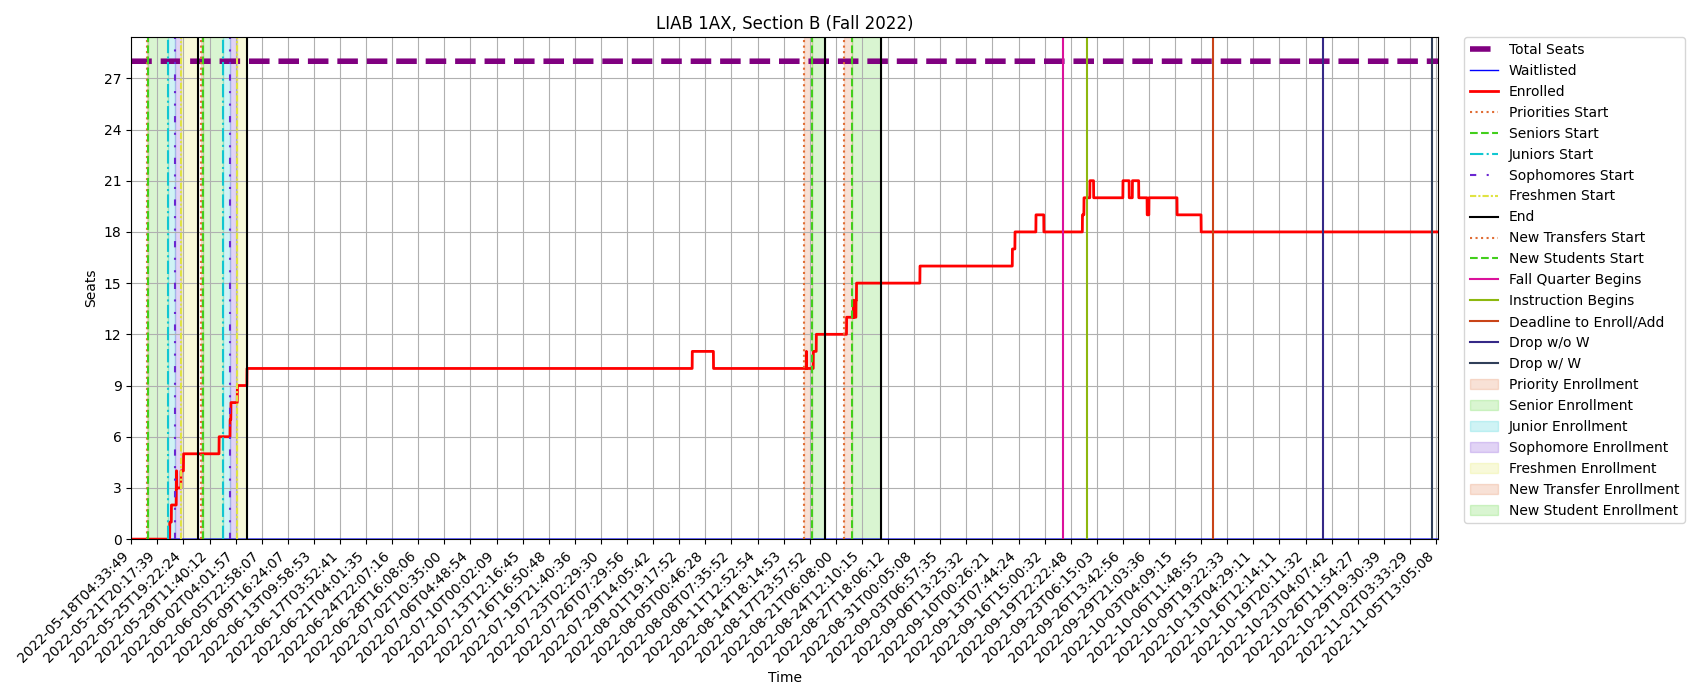 LIAB 1AX, Section B (Fall 2022)
Seats
27
24
21
18
15
12
9
6
3
0
2022-05-18T04:33:49
2022-05-21T20:17:39
2022-05-25T19:22:24
2022-05-29T11:40:12
2022-06-02T04:01:57
2022-06-05T22:58:07
2022-06-09T16:24:07
2022-06-13T09:58:53
2022-06-17T03:52:41
2022-06-21T04:01:35
2022-06-24T22:07:16
2022-06-28T16:08:06
2022-07-02T10:35:00
2022-07-06T04:48:54
2022-07-10T00:02:09
2022-07-13T12:16:45
2022-07-16T16:50:48
2022-07-19T21:40:36
2022-07-23T02:29:30
2022-07-26T07:29:56
2022-07-29T14:05:42
2022-08-01T19:17:52
2022-08-05T00:46:28
2022-08-08T07:35:52
2022-08-11T12:52:54
2022-08-14T18:14:53
2022-08-17T23:57:52
2022-08-21T06:08:00
2022-08-24T12:10:15
2022-08-27T18:06:12
2022-08-31T00:05:08
2022-09-03T06:57:35
2022-09-06T13:25:32
2022-09-10T00:26:21
2022-09-13T07:44:24
2022-09-16T15:00:32
2022-09-19T22:22:48
2022-09-23T06:15:03
2022-09-26T13:42:56
2022-09-29T21:03:36
2022-10-03T04:09:15
2022-10-06T11:48:55
2022-10-09T19:22:33
2022-10-13T04:29:11
2022-10-16T12:14:11
2022-10-19T20:11:32
2022-10-23T04:07:42
2022-10-26T11:54:27
2022-10-29T19:30:39
2022-11-02T03:33:29
2022-11-05T13:05:08
Time
Total Seats
Waitlisted
Enrolled
Priorities Start
Seniors Start
Juniors Start
Sophomores Start
Freshmen Start
End
New Transfers Start
New Students Start
Fall Quarter Begins
Instruction Begins
Deadline to Enroll/Add
Drop w/o W
Drop w/ W
Priority Enrollment
Senior Enrollment
Junior Enrollment
Sophomore Enrollment
Freshmen Enrollment
New Transfer Enrollment
New Student Enrollment